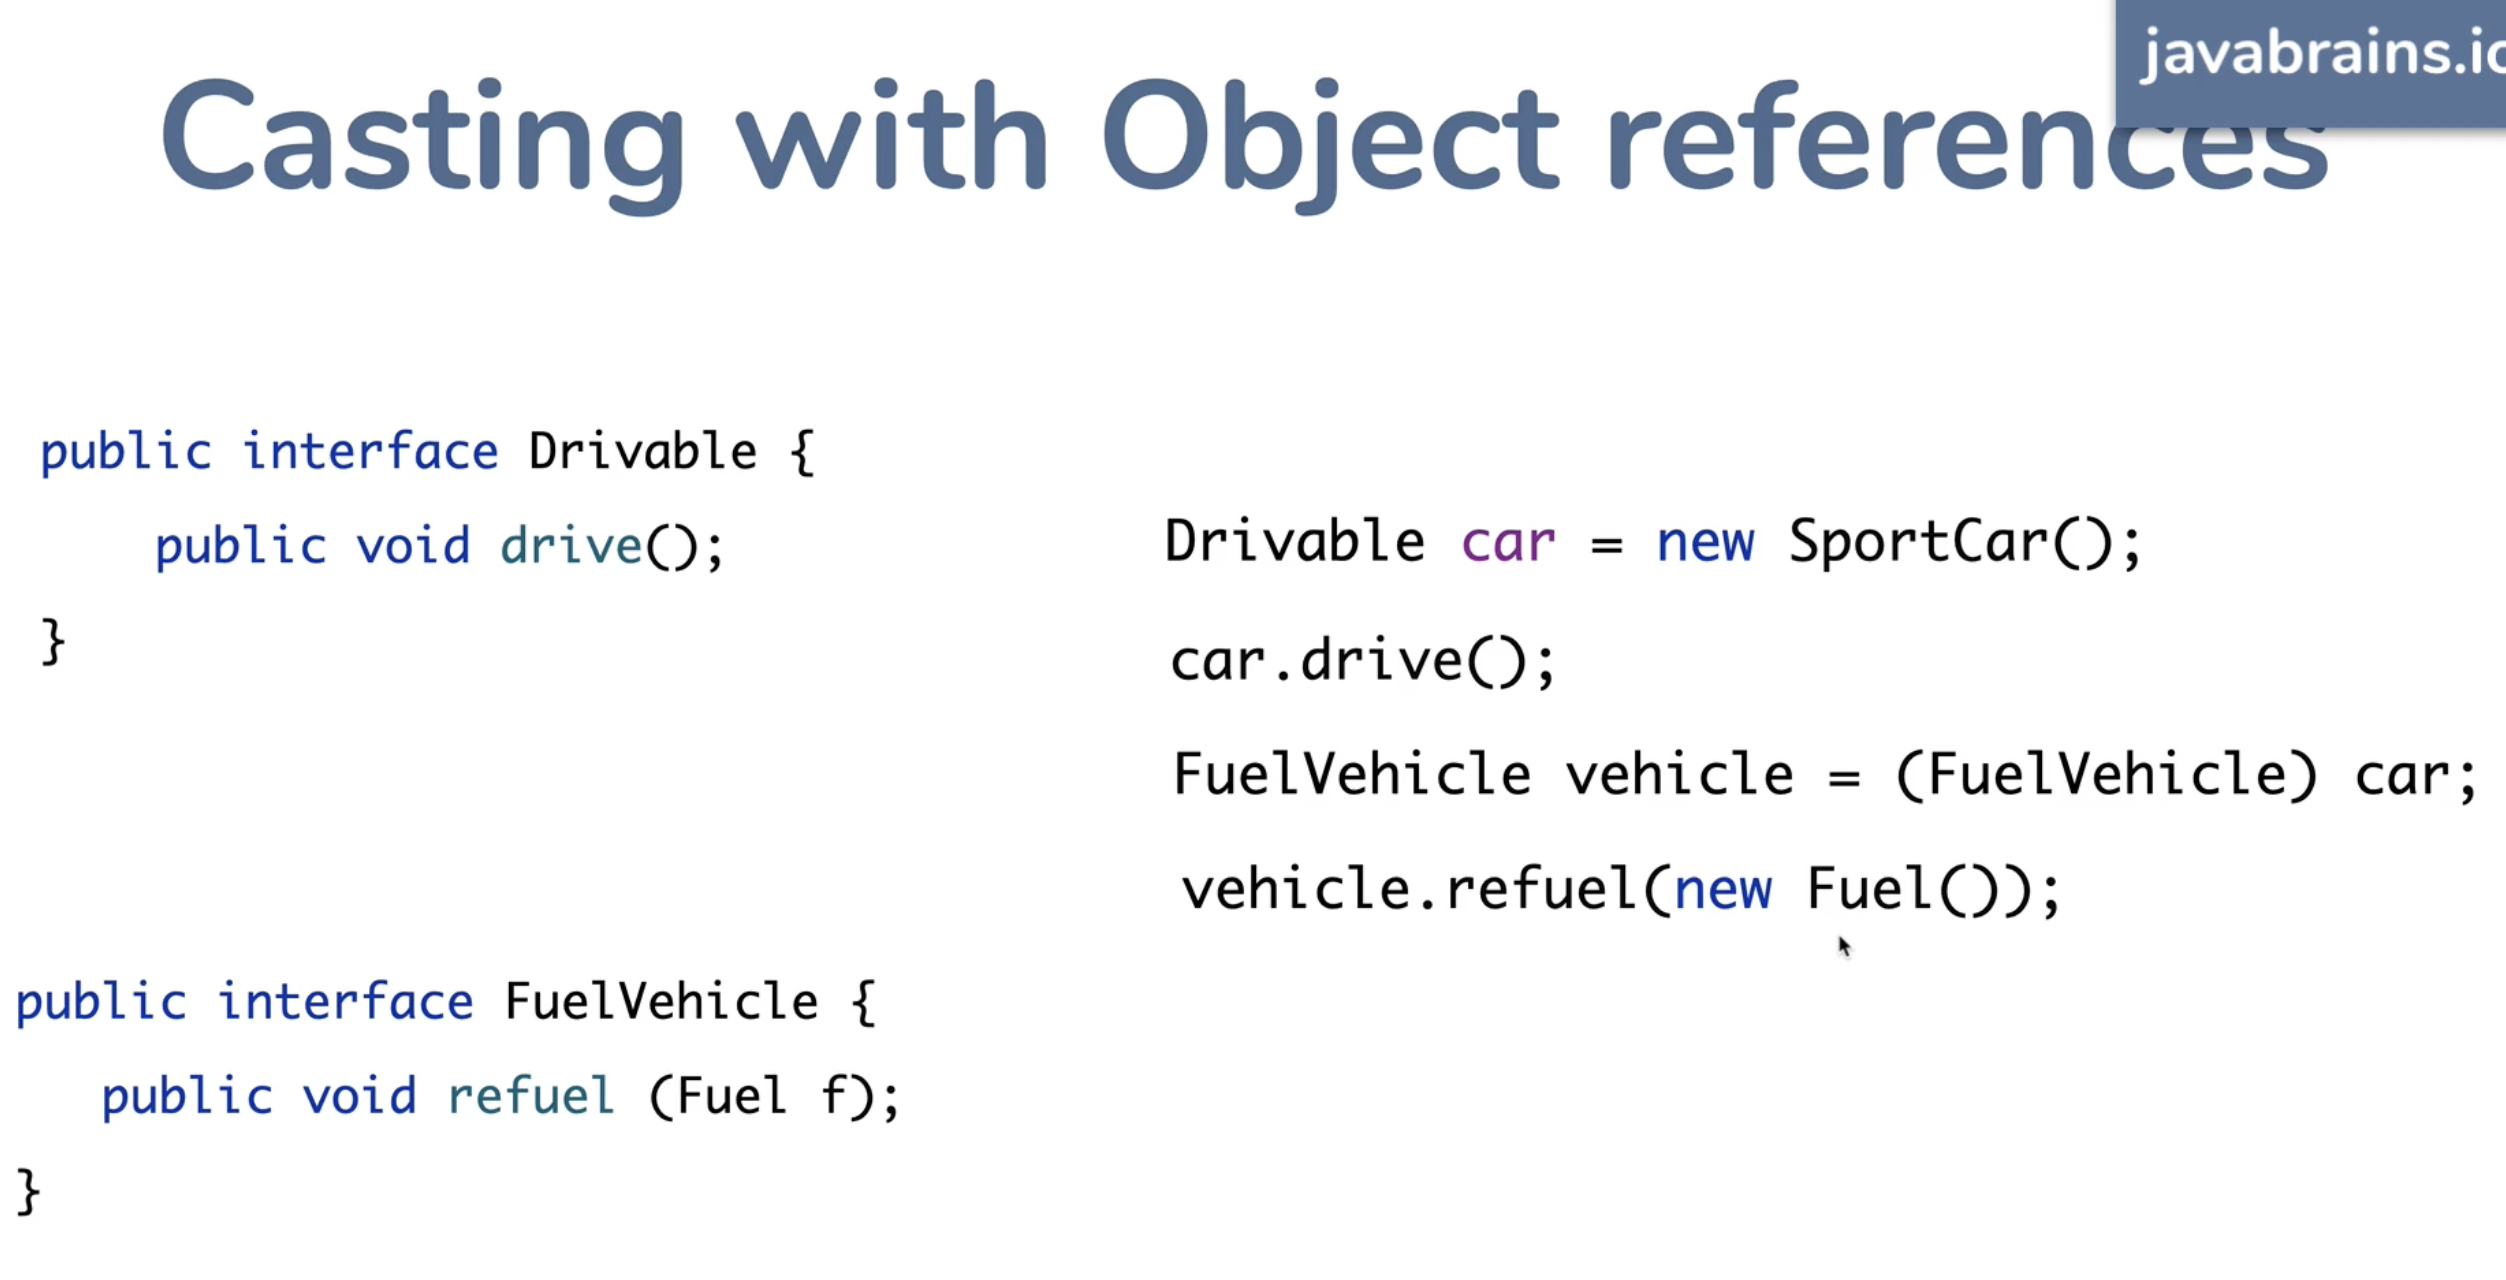 javabrains.io
Casting with Object references
public interface Drivable {
public void drive();
}
Drivable car = new SportCar();
car.drive();
FuelVehicle vehicle = (FuelVehicle) car;
vehicle.refuel(new Fuel());
public interface FuelVehicle {
public void refuel (Fuel f);
}